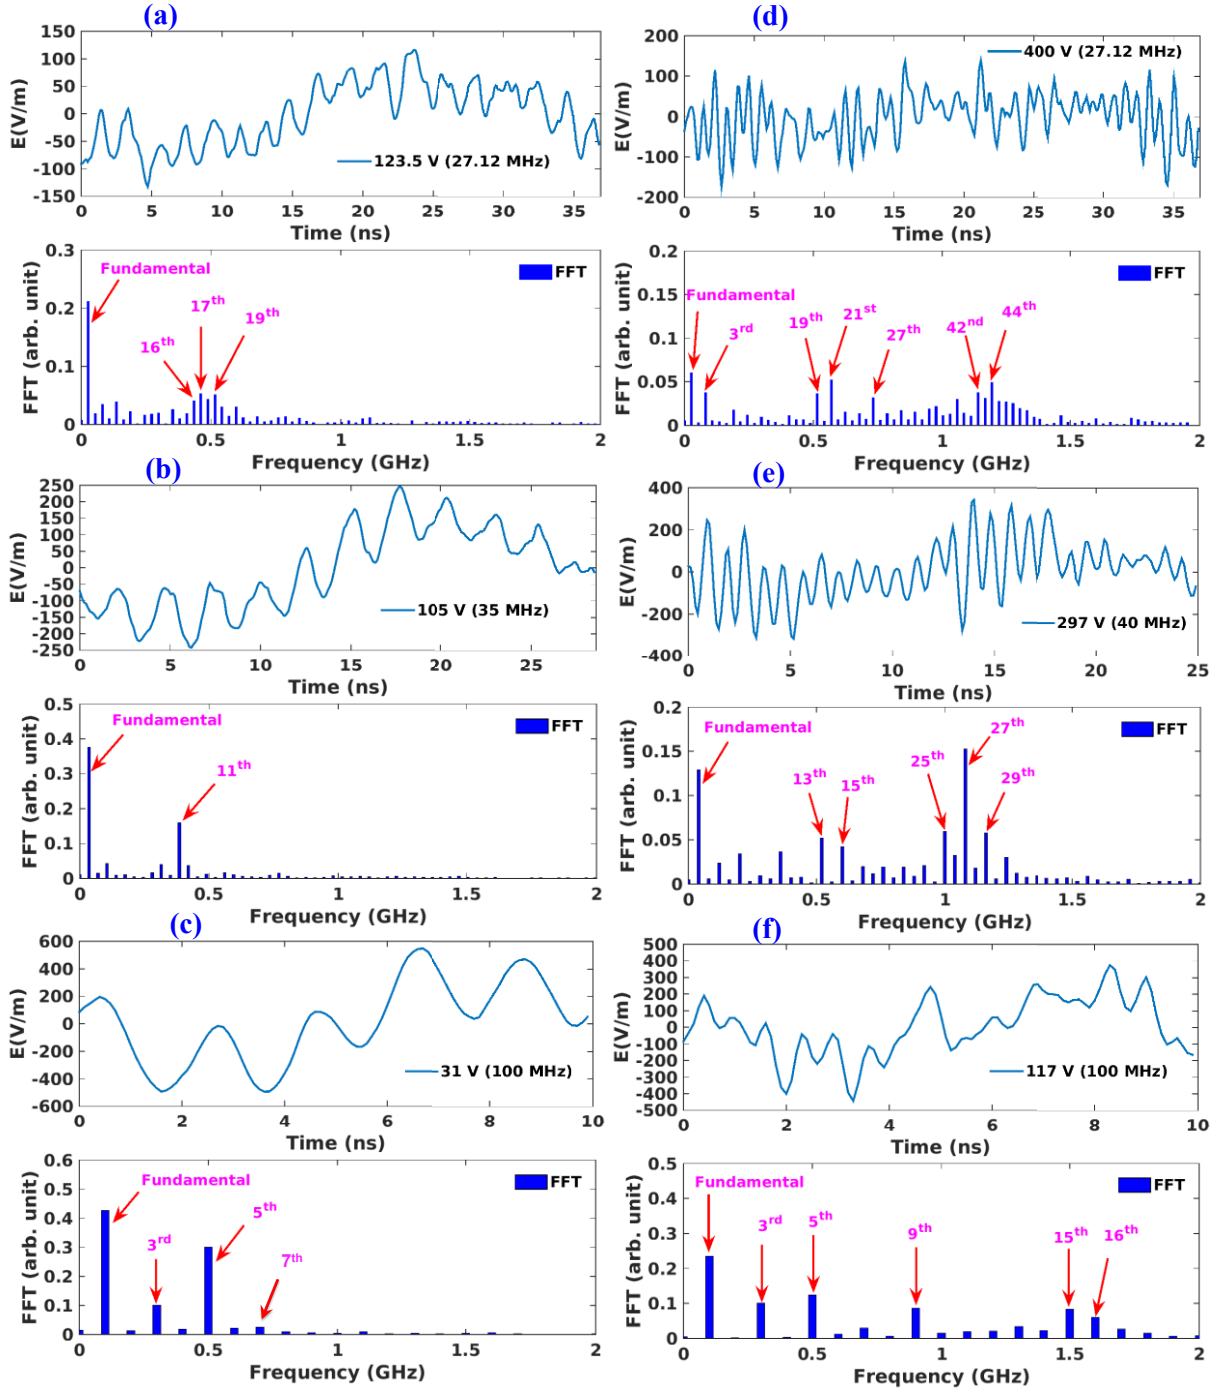 (a)
E(V/m)
150
100
50
0
-50
-100
-150
123.5 V (27.12 MHz)
0 5 10 15 20 25 30 35
Time (ns)
FFT (arb. unit)
0.3
0.2
0.1
0
Fundamental
16th
17th
19th
FFT
0 0.5 1 1.5 2
Frequency (GHz)
(b)
E(V/m)
250
200
150
100
50
0
-50
-100
-150
-200
-250
105 V (35 MHz)
0 5 10 15 20 25
Time (ns)
FFT (arb. unit)
0.5
0.4
0.3
0.2
0.1
0
Fundamental
11th
FFT
0 0.5 1 1.5 2
Frequency (GHz)
(c)
E(V/m)
600
400
200
0
-200
-400
-600
31 V (100 MHz)
0 2 4 6 8 10
Time (ns)
FFT (arb. unit)
0.6
0.5
0.4
0.3
0.2
0.1
0
Fundamental
3rd
5th
7th
FFT
0 0.5 1 1.5 2
Frequency (GHz)
(d)
E(V/m)
200
100
0
-100
-200
400 V (27.12 MHz)
0 5 10 15 20 25 30 35
Time (ns)
FFT (arb. unit)
0.2
0.15
0.1
0.05
0
Fundamental
3rd
19th
21st
27th
42nd
44th
FFT
0 0.5 1 1.5 2
Frequency (GHz)
(e)
E(V/m)
400
200
0
-200
-400
297 V (40 MHz)
0 5 10 15 20 25
Time (ns)
FFT (arb. unit)
0.2
0.15
0.1
0.05
0
Fundamental
13th
15th
25th
27th
29th
FFT
0 0.5 1 1.5 2
Frequency (GHz)
(f)
E(V/m)
500
400
300
200
100
0
-100
-200
-300
-400
-500
117 V (100 MHz)
0 2 4 6 8 10
Time (ns)
FFT (arb. unit)
0.5
0.4
0.3
0.2
0.1
0
Fundamental
3rd
5th
9th
15th
16th
FFT
0 0.5 1 1.5 2
Frequency (GHz)